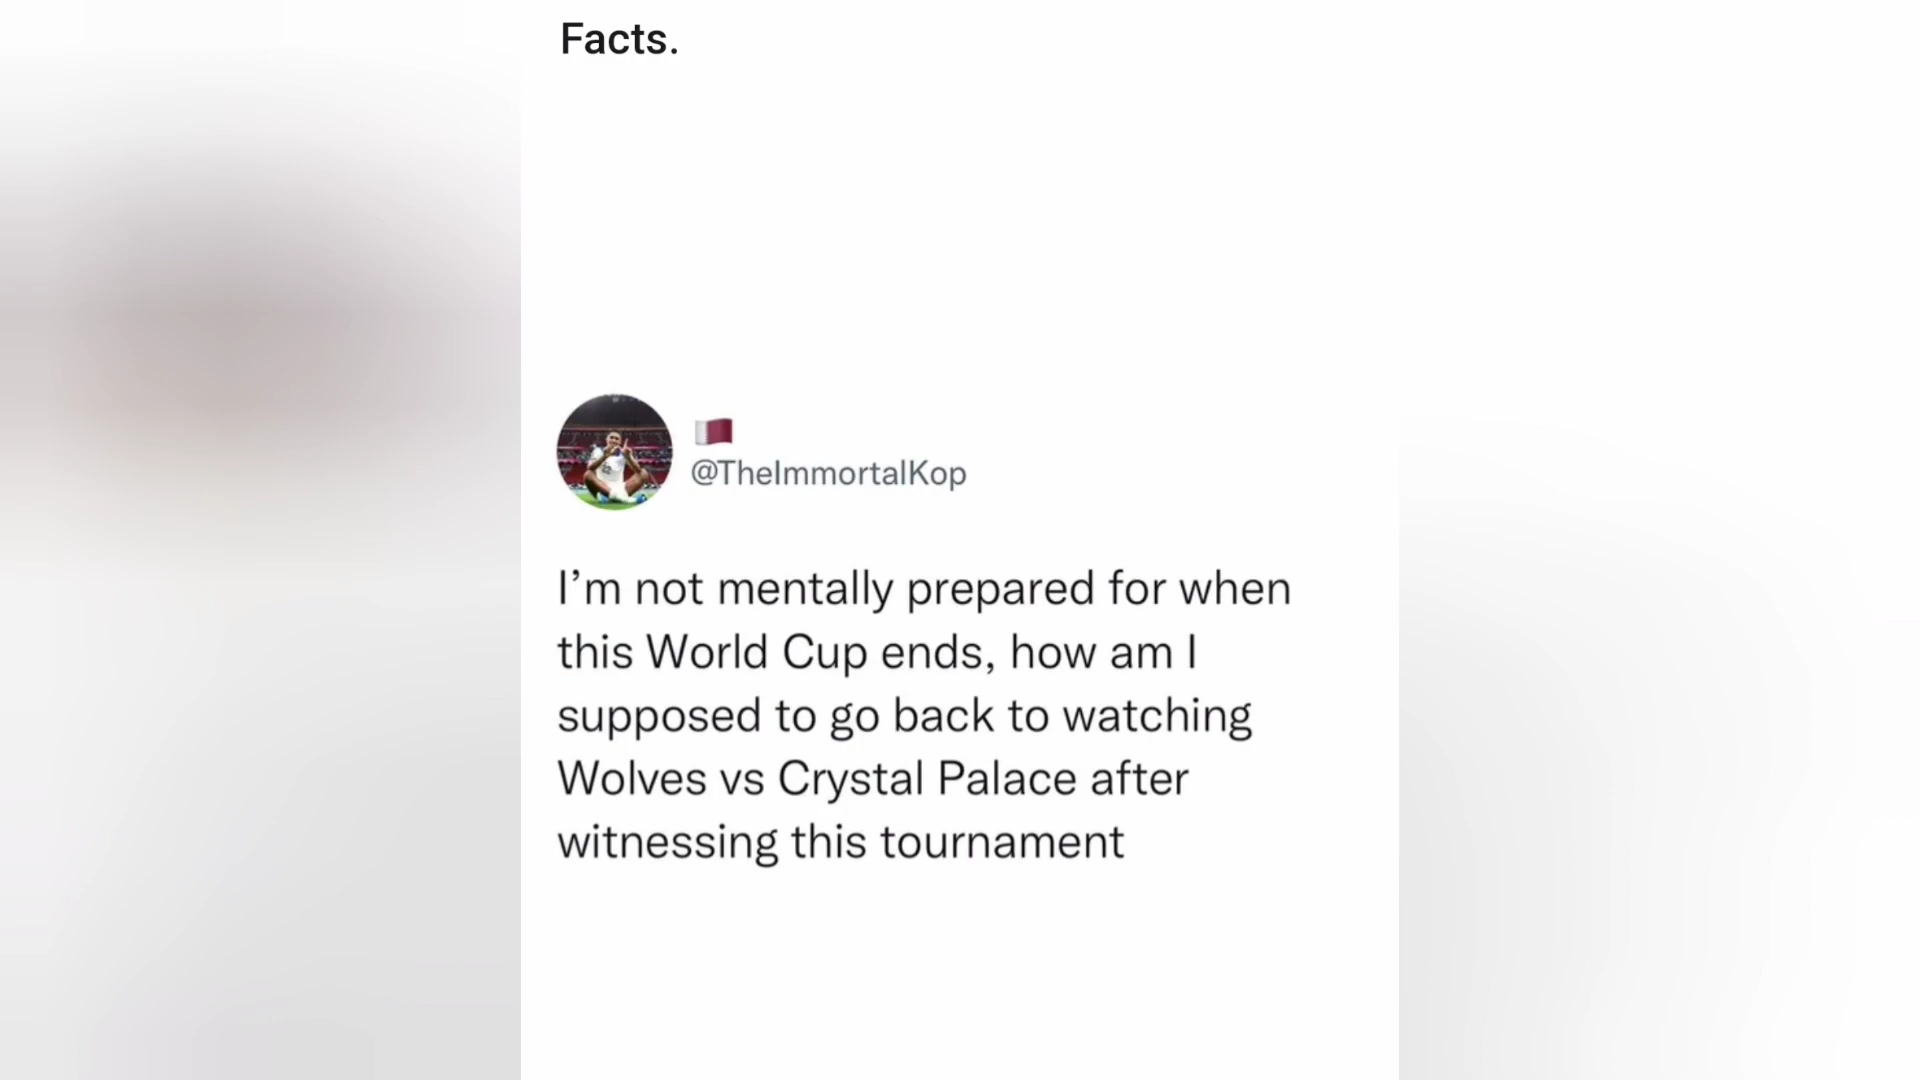 Facts.
@TheImmortalKop
I’m not mentally prepared for when
this World Cup ends, how am I
supposed to go back to watching
Wolves vs Crystal Palace after
witnessing this tournament